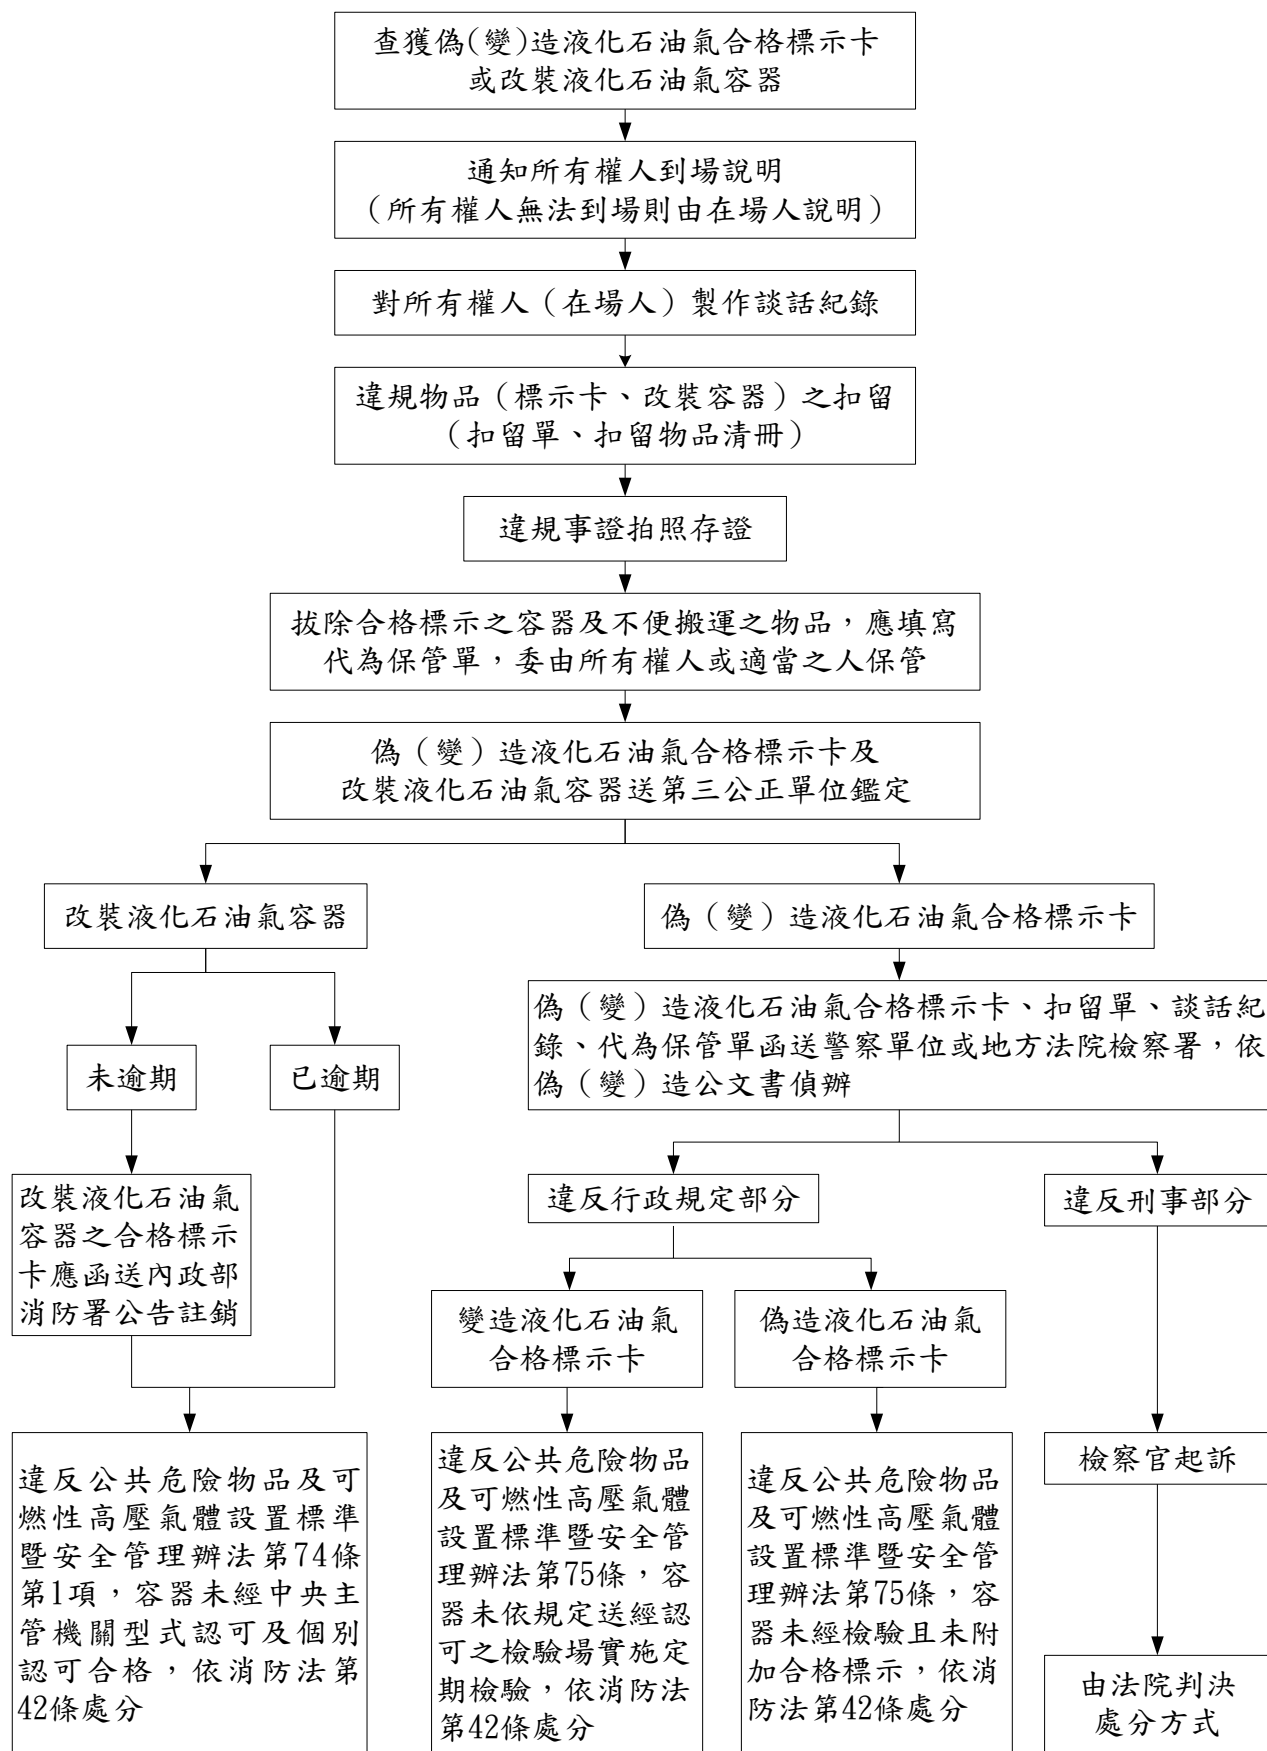 查獲偽(變)造液化石油氣合格標示卡
或改裝液化石油氣容器
通知所有權人到場說明
（所有權人無法到場則由在場人說明）
對所有權人（在場人）製作談話紀錄
違規物品（標示卡、改裝容器）之扣留
（扣留單、扣留物品清冊）
違規事證拍照存證
拔除合格標示之容器及不便搬運之物品，應填寫
代為保管單，委由所有權人或適當之人保管
偽（變）造液化石油氣合格標示卡及
改裝液化石油氣容器送第三公正單位鑑定
改裝液化石油氣容器
偽（變）造液化石油氣合格標示卡
偽（變）造液化石油氣合格標示卡、扣留單、談話紀
錄、代為保管單函送警察單位或地方法院檢察署，依
偽（變）造公文書偵辦
未逾期
已逾期
改裝液化石油氣
容器之合格標示
卡應函送內政部
消防署公告註銷
違反行政規定部分
違反刑事部分
變造液化石油氣
合格標示卡
偽造液化石油氣
合格標示卡
違反公共危險物品及可
燃性高壓氣體設置標準
暨安全管理辦法第74條
第1項，容器未經中央主
管機關型式認可及個別
認可合格，依消防法第
42條處分
違反公共危險物品
及可燃性高壓氣體
設置標準暨安全管
理辦法第75條，容
器未依規定送經認
可之檢驗場實施定
期檢驗，依消防法
第42條處分
違反公共危險物品
及可燃性高壓氣體
設置標準暨安全管
理辦法第75條，容
器未經檢驗且未附
加合格標示，依消
防法第42條處分
檢察官起訴
由法院判決
處分方式